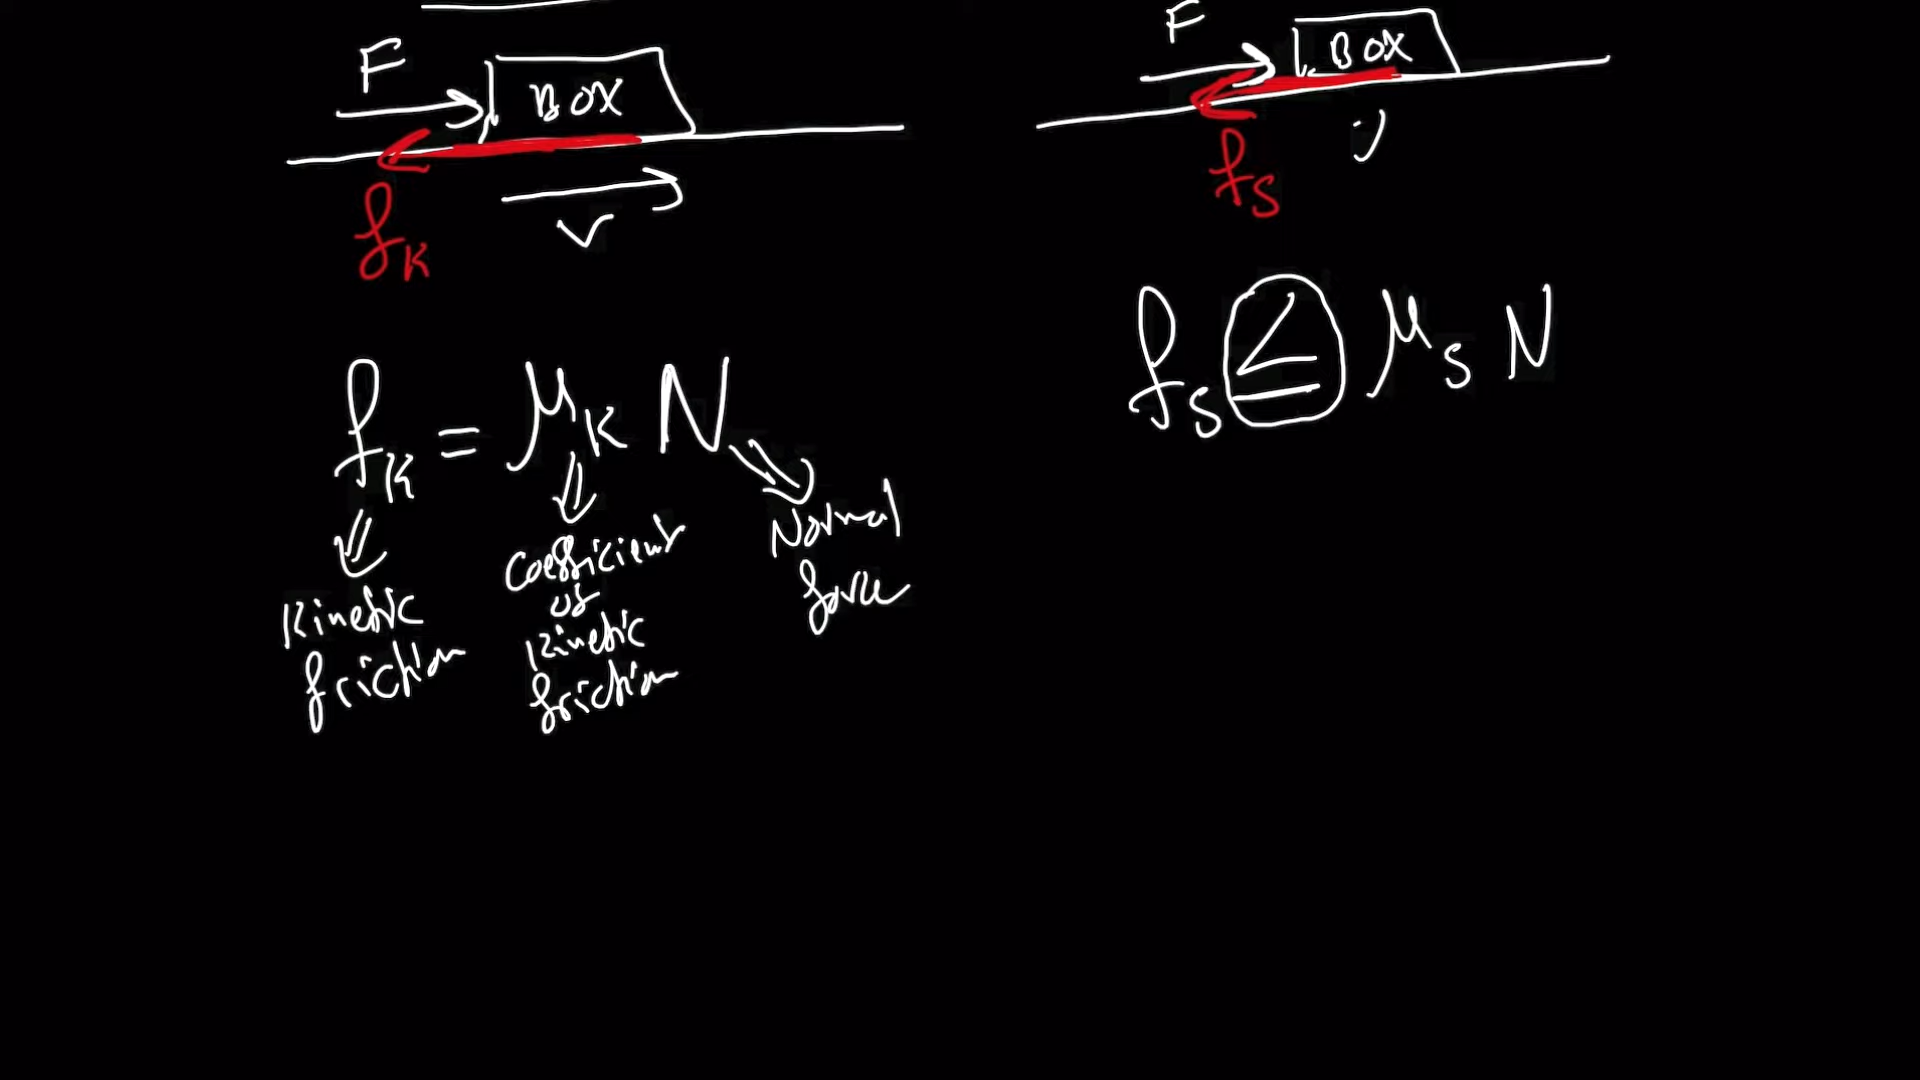 F
BOX
fK
V
fK = μK N
Kinetic
friction
Coefficient
of
Kinetic
friction
Normal
force
F
BOX
fS
fS ≤ μS N